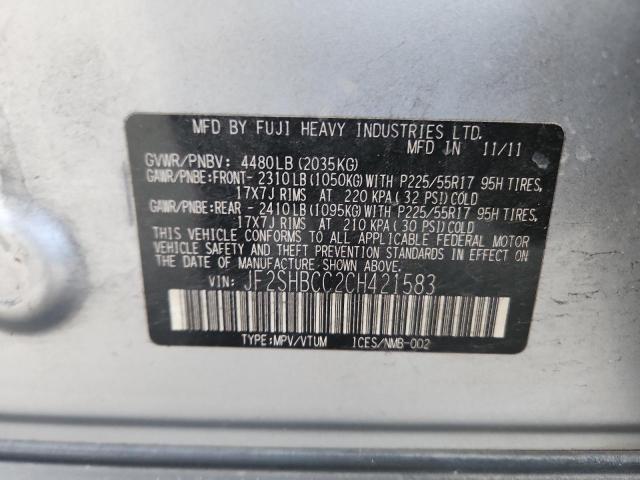 MFD BY FUJI HEAVY INDUSTRIES LTD.
MFD IN 11/11
GVWR/PNBV: 4480LB(2035KG)
GAWR/PNBE:FRONT- 2310LB(1050KG)WITH P225/55R17 95H TIRES,
17X7J RIMS AT 220 KPA(32 PSI)COLD
GAWR/PNBE:REAR - 2410LB(1095KG)WITH P225/55R17 95H TIRES,
17X7J RIMS AT 210 KPA(30 PSI)COLD
THIS VEHICLE CONFORMS TO ALL APPLICABLE FEDERAL MOTOR
VEHICLE SAFETY AND THEFT PREVENTION STANDARDS IN EFFECT
ON THE DATE OF MANUFACTURE SHOWN ABOVE.
VIN: JF2SHBCC2CH421583
TYPE:MPV/VTUM ICES/NMB-002